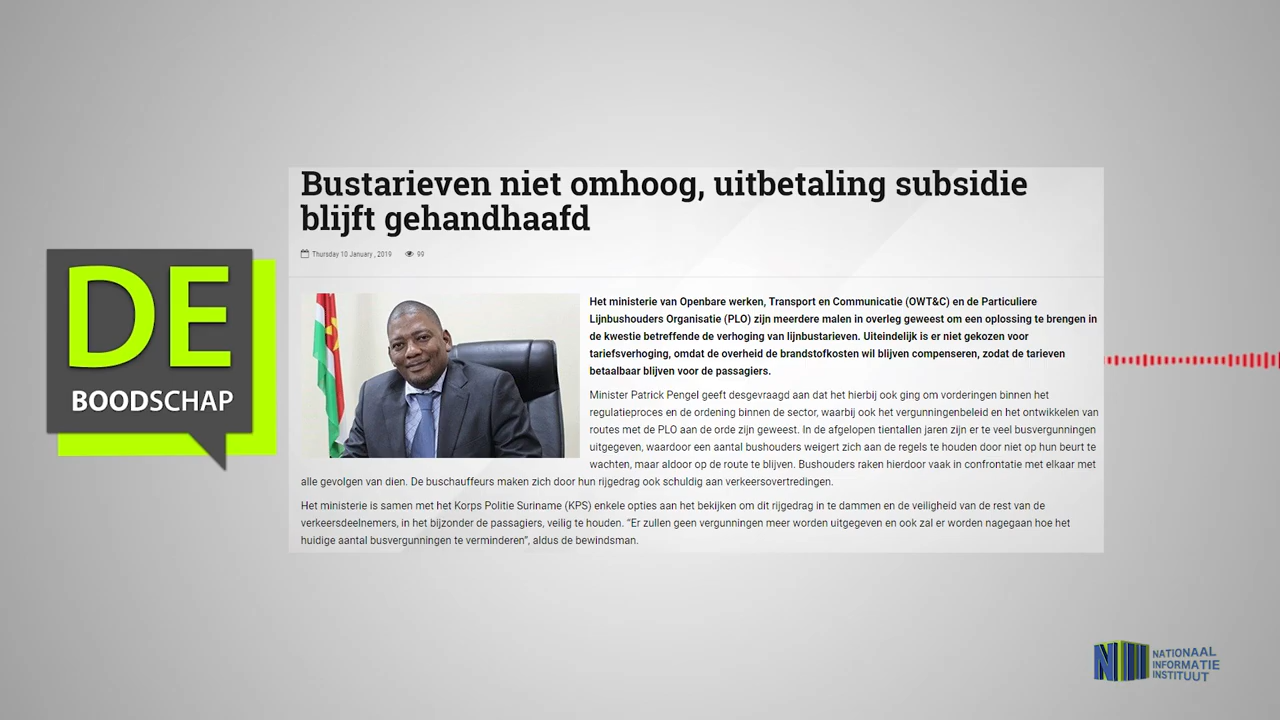 Bustarieven niet omhoog, uitbetaling subsidie
blijft gehandhaafd
Thursday 10 January , 2019 99
DE
BOODSCHAP
Het ministerie van Openbare werken, Transport en Communicatie (OWT&C) en de Particuliere
Lijnbushouders Organisatie (PLO) zijn meerdere malen in overleg geweest om een oplossing te brengen in
de kwestie betreffende de verhoging van lijnbustarieven. Uiteindelijk is er niet gekozen voor
tariefsverhoging, omdat de overheid de brandstofkosten wil blijven compenseren, zodat de tarieven
betaalbaar blijven voor de passagiers.
Minister Patrick Pengel geeft desgevraagd aan dat het hierbij ook ging om vorderingen binnen het
regulatieproces en de ordening binnen de sector, waarbij ook het vergunningenbeleid en het ontwikkelen van
routes met de PLO aan de orde zijn geweest. In de afgelopen tientallen jaren zijn er te veel busvergunningen
uitgegeven, waardoor een aantal bushouders weigert zich aan de regels te houden door niet op hun beurt te
wachten, maar aldoor op de route te blijven. Bushouders raken hierdoor vaak in confrontatie met elkaar met
alle gevolgen van dien. De buschauffeurs maken zich door hun rijgedrag ook schuldig aan verkeersovertredingen.
Het ministerie is samen met het Korps Politie Suriname (KPS) enkele opties aan het bekijken om dit rijgedrag in te dammen en de veiligheid van de rest van de
verkeersdeelnemers, in het bijzonder de passagiers, veilig te houden. “Er zullen geen vergunningen meer worden uitgegeven en ook zal er worden nagegaan hoe het
huidige aantal busvergunningen te verminderen”, aldus de bewindsman.
NII NATIONAAL
INFORMATIE
INSTITUUT